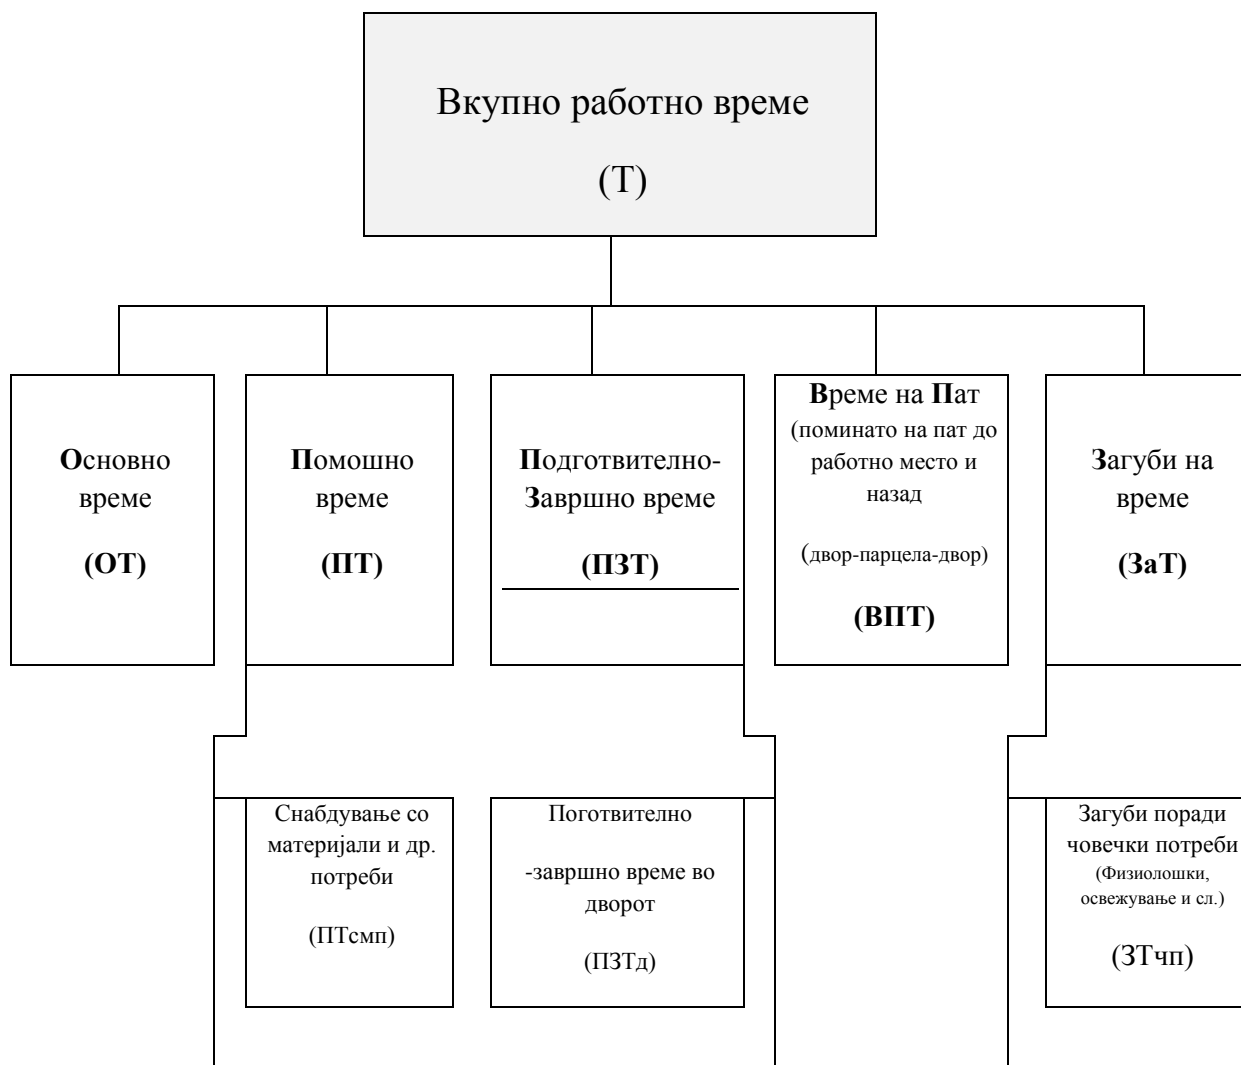 Вкупно работно време
(Т)
Основно
време
(ОТ)
Помошно
време
(ПТ)
Подготвително-
Завршно време
(ПЗТ)
Време на Пат
(поминато на пат до
работно место и
назад
(двор-парцела-двор)
(ВПТ)
Загуби на
време
(ЗаТ)
Снабдување со
материјали и др.
потреби
(ПТсмп)
Поготвително
-завршно време во
дворот
(ПЗТд)
Загуби поради
човечки потреби
(Физиолошки,
освежување и сл.)
(ЗТчп)